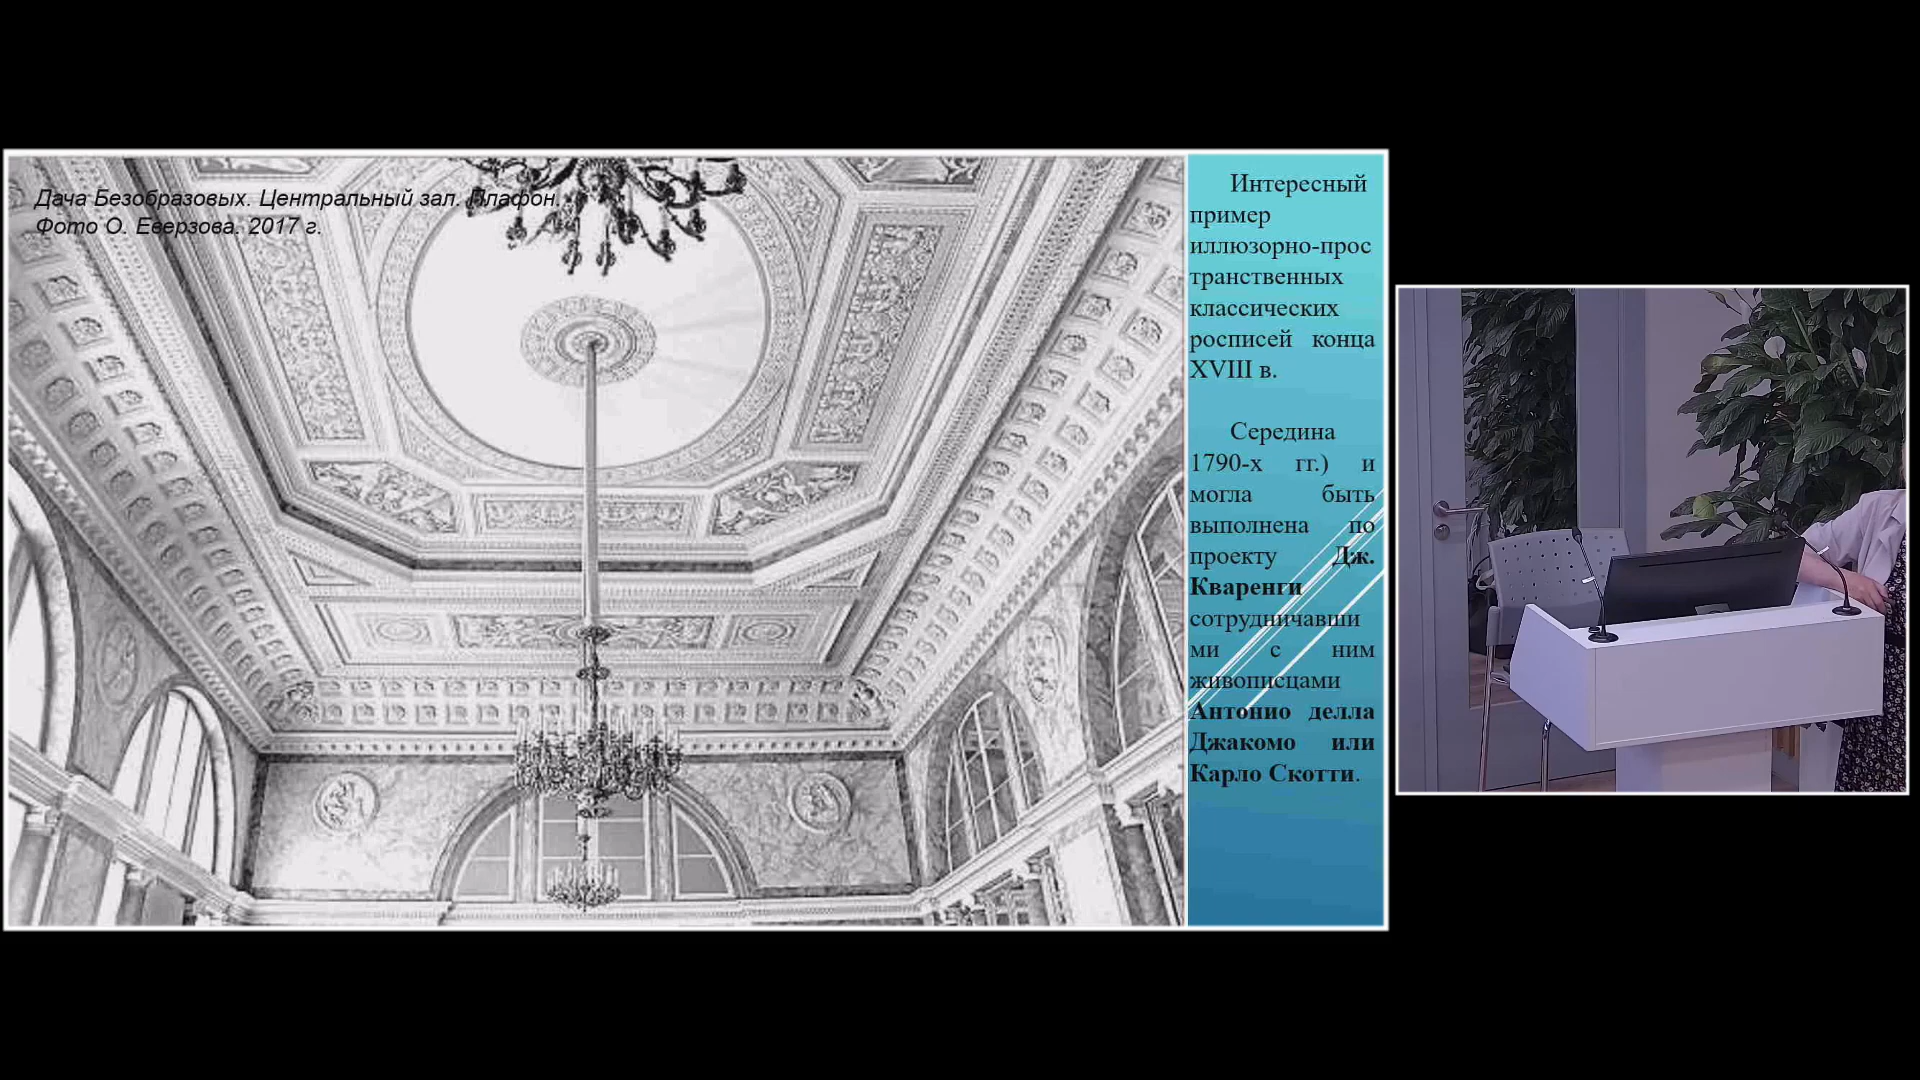 Дача Безобразовых. Центральный зал. Плафон.
Фото О. Еверзова. 2017 г.
Интересный
пример
иллюзорно-прос
транственных
классических
росписей конца
XVIII в.
Середина
1790-х гг.) и
могла быть
выполнена по
проекту Дж.
Кваренги
сотрудничавши
ми с ним
живописцами
Антонио делла
Джакомо или
Карло Скотти.